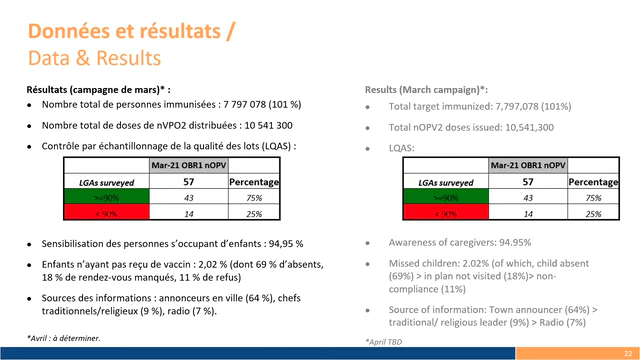 Données et résultats /
Data & Results
Résultats (campagne de mars)* :
● Nombre total de personnes immunisées : 7 797 078 (101 %)
● Nombre total de doses de nVPO2 distribuées : 10 541 300
● Contrôle par échantillonnage de la qualité des lots (LQAS) :
Mar-21 OBR1 nOPV
LGAs surveyed 57 Percentage
>=90% 43 75%
< 90% 14 25%
● Sensibilisation des personnes s’occupant d’enfants : 94,95 %
● Enfants n’ayant pas reçu de vaccin : 2,02 % (dont 69 % d’absents,
18 % de rendez-vous manqués, 11 % de refus)
● Sources des informations : annonceurs en ville (64 %), chefs
traditionnels/religieux (9 %), radio (7 %).
*Avril : à déterminer.
Results (March campaign)*:
● Total target immunized: 7,797,078 (101%)
● Total nOPV2 doses issued: 10,541,300
● LQAS:
Mar-21 OBR1 nOPV
LGAs surveyed 57 Percentage
>=90% 43 75%
< 90% 14 25%
● Awareness of caregivers: 94.95%
● Missed children: 2.02% (of which, child absent
(69%) > in plan not visited (18%)> non-
compliance (11%)
● Source of information: Town announcer (64%) >
traditional/ religious leader (9%) > Radio (7%)
*April TBD
22